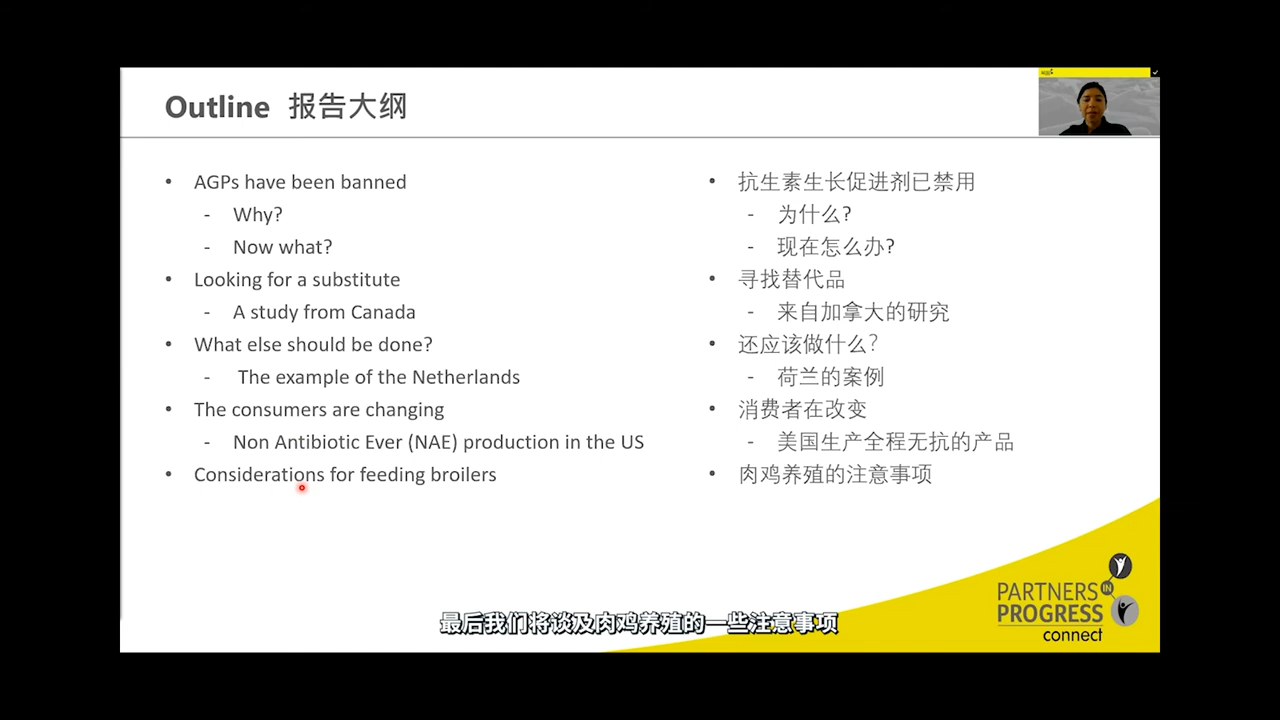 Outline 报告大纲
• AGPs have been banned
- Why?
- Now what?
• Looking for a substitute
- A study from Canada
• What else should be done?
- The example of the Netherlands
• The consumers are changing
- Non Antibiotic Ever (NAE) production in the US
• Considerations for feeding broilers
• 抗生素生长促进剂已禁用
- 为什么?
- 现在怎么办?
• 寻找替代品
- 来自加拿大的研究
• 还应该做什么?
- 荷兰的案例
• 消费者在改变
- 美国生产全程无抗的产品
• 肉鸡养殖的注意事项
PARTNERS IN
PROGRESS
connect
最后我们将谈及肉鸡养殖的一些注意事项